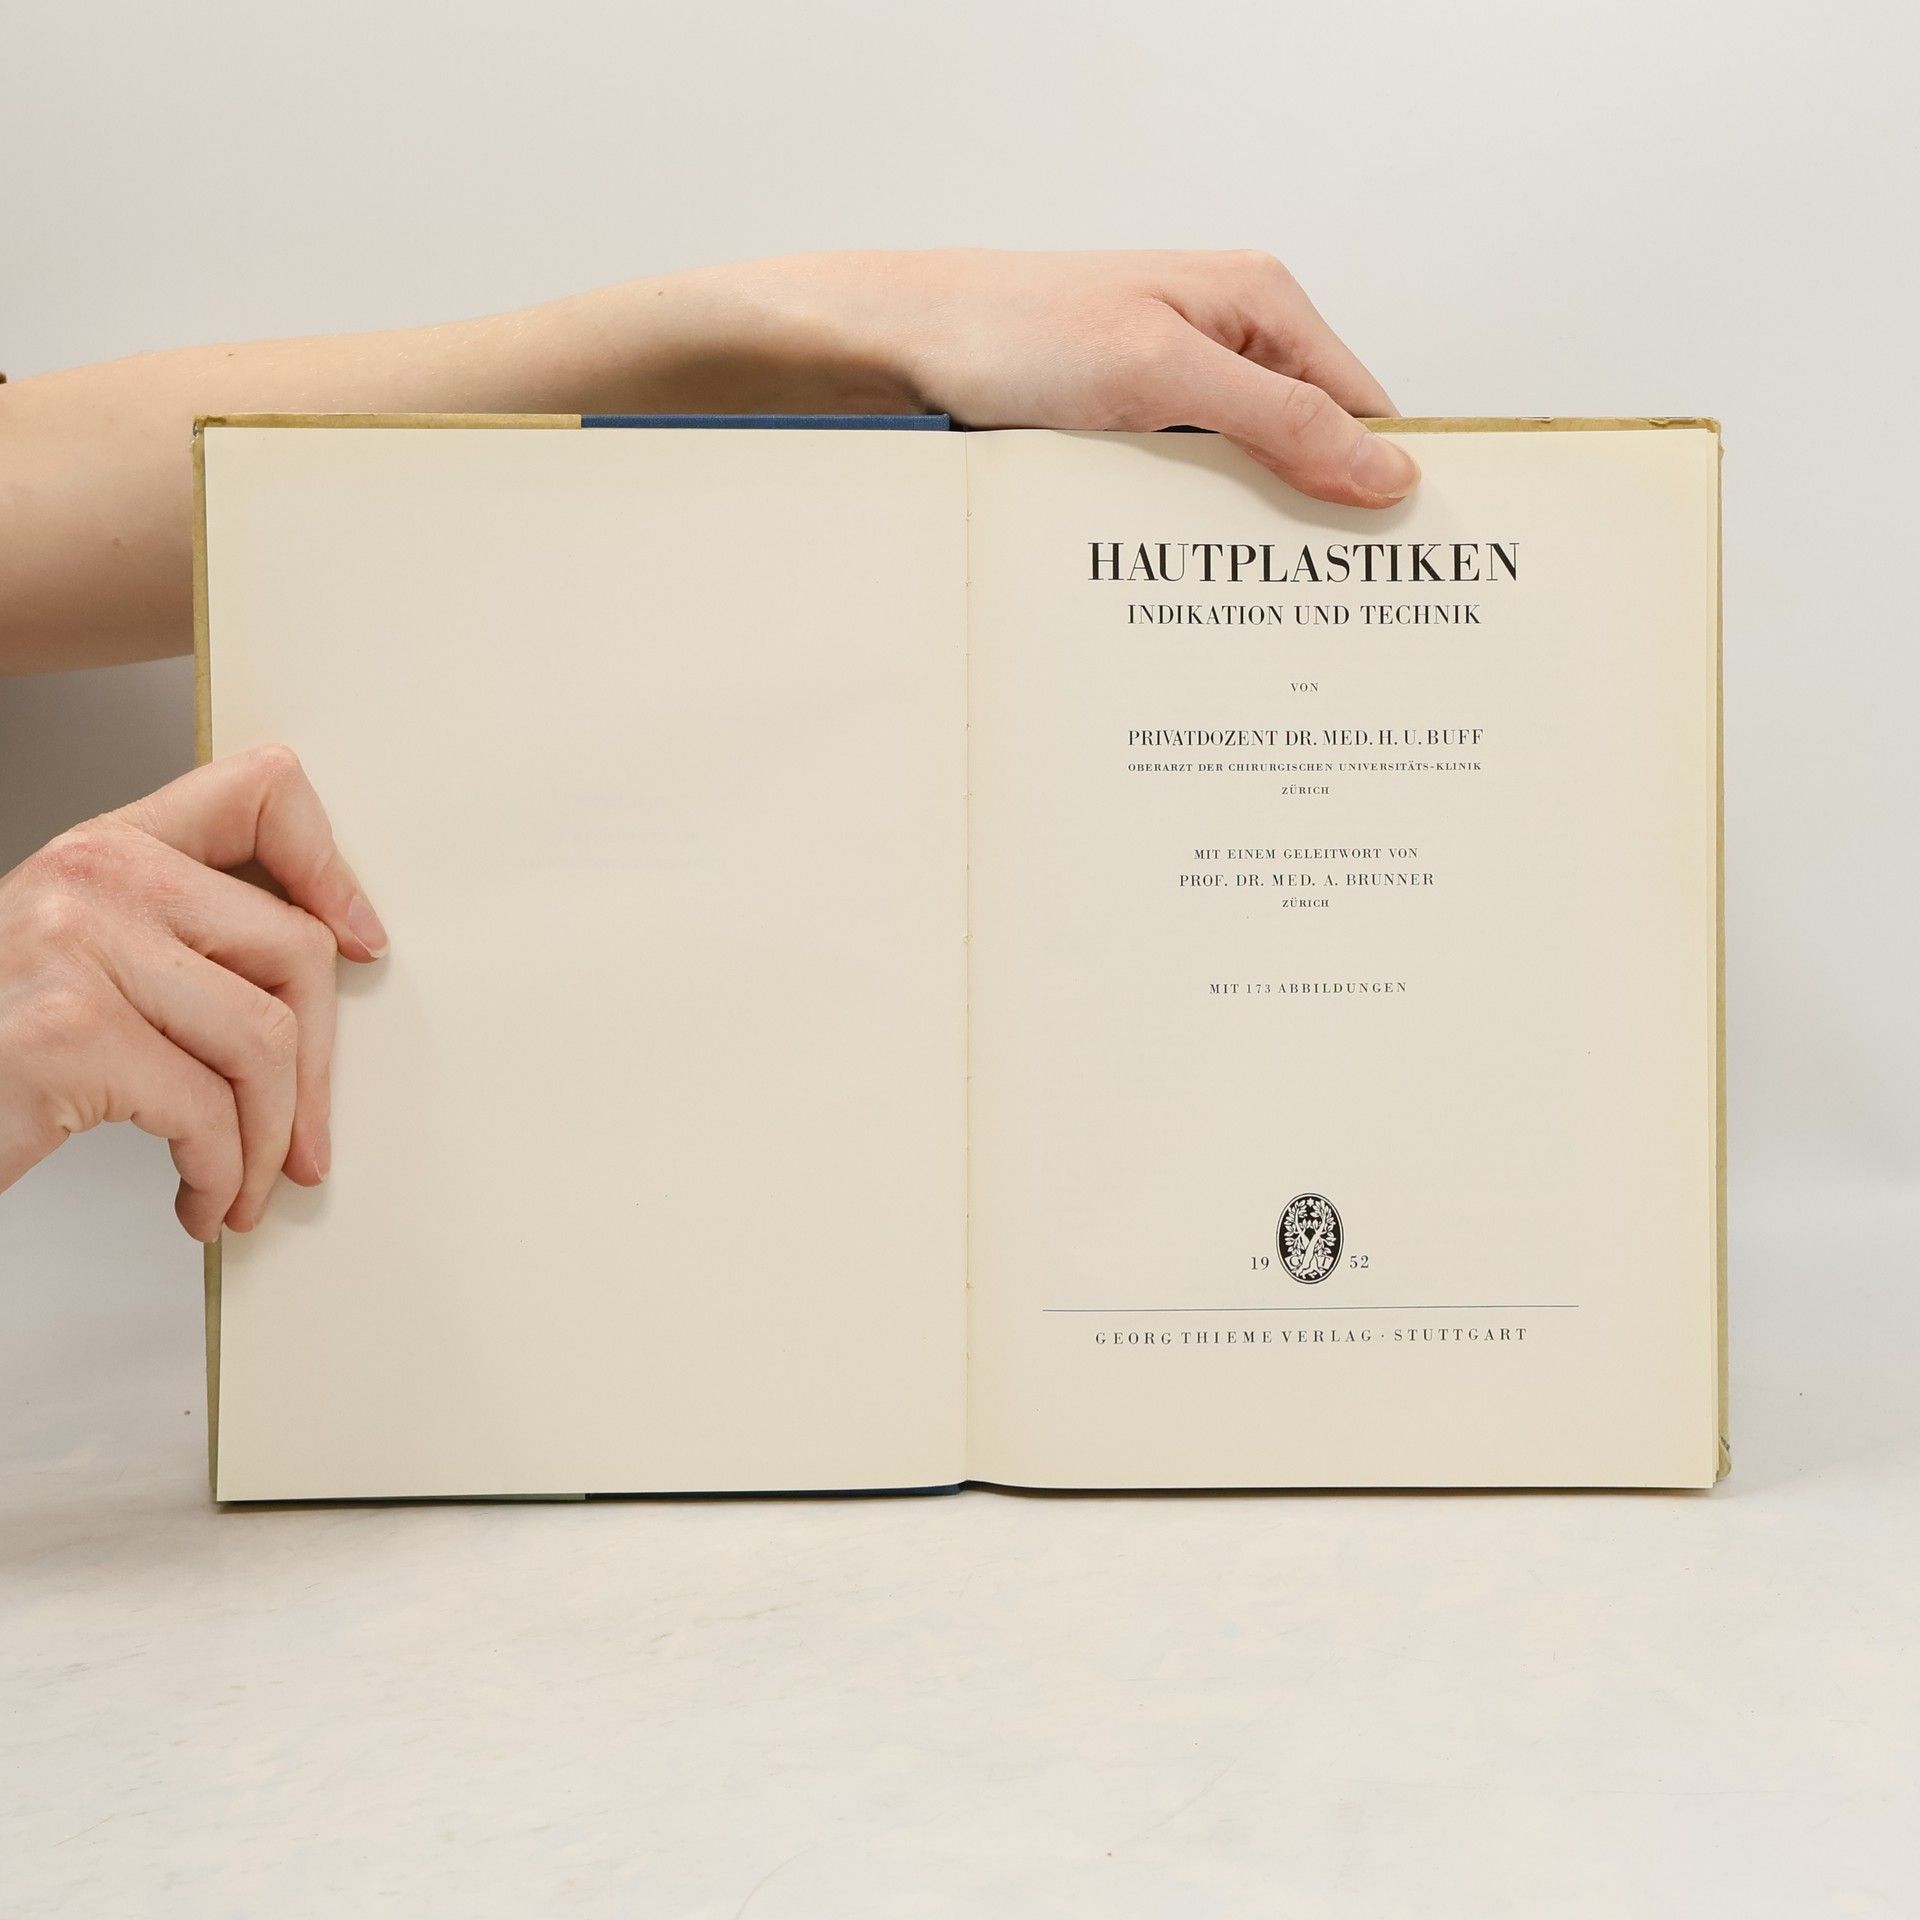 HAUTPLASTIKEN
INDIKATION UND TECHNIK
VON
PRIVATDOZENT DR. MED. H. U. BUFF
OBERARZT DER CHIRURGISCHEN UNIVERSITÄTS-KLINIK
ZÜRICH
MIT EINEM GELEITWORT VON
PROF. DR. MED. A. BRUNNER
ZÜRICH
MIT 173 ABBILDUNGEN
19 52
GEORG THIEME VERLAG · STUTTGART